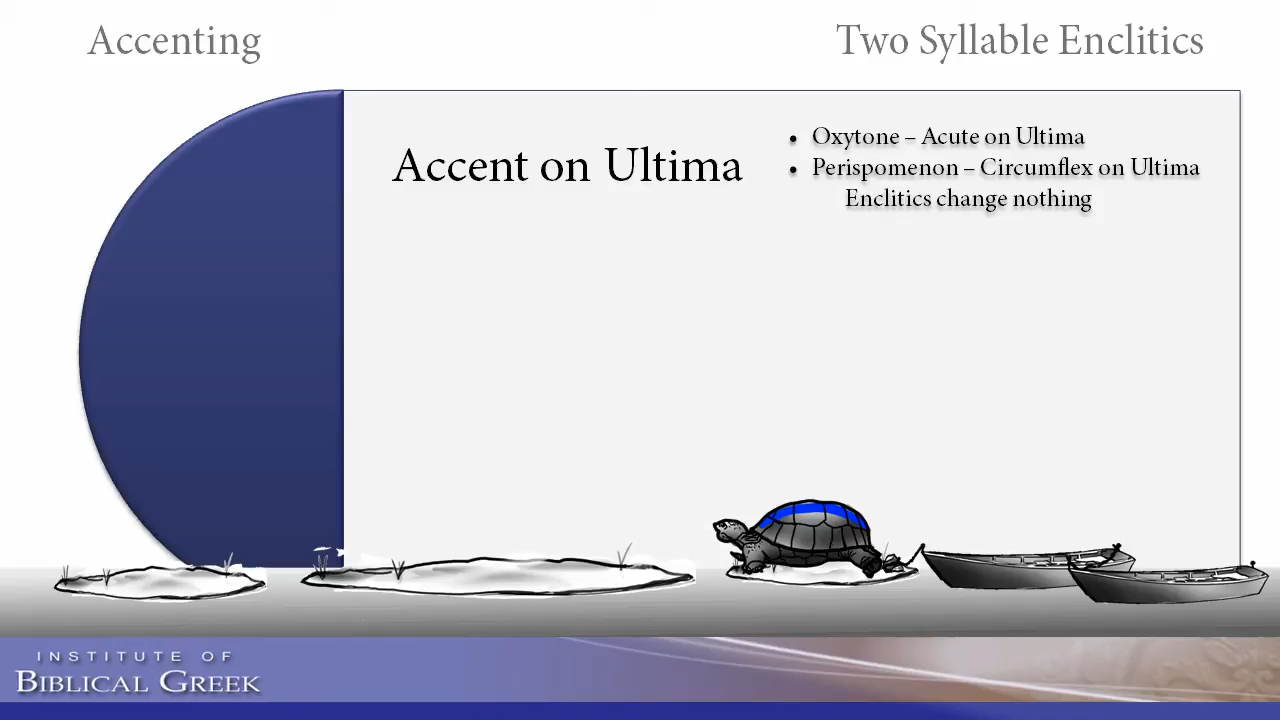 Accenting
Two Syllable Enclitics
Accent on Ultima
• Oxytone – Acute on Ultima
• Perispomenon – Circumflex on Ultima
Enclitics change nothing
INSTITUTE OF
BIBLICAL GREEK